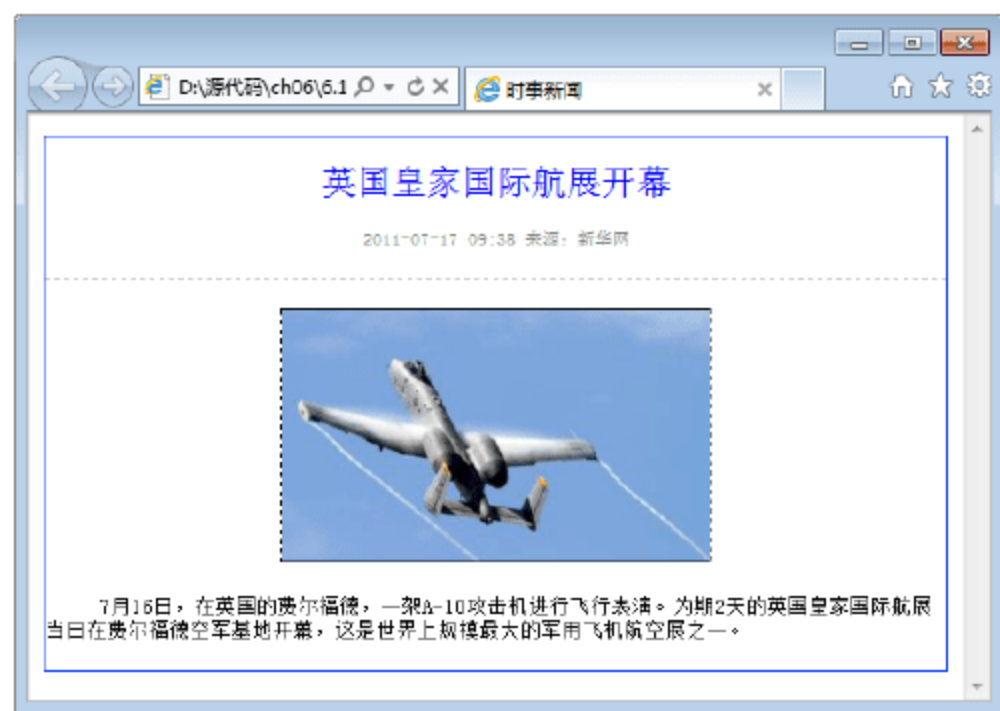 D:\源代码\ch06\6.1
时事新闻
英国皇家国际航展开幕
2011-07-17 09:38 来源：新华网
7月16日，在英国的费尔福德，一架A-10攻击机进行飞行表演。为期2天的英国皇家国际航展
当日在费尔福德空军基地开幕，这是世界上规模最大的军用飞机航空展之一。